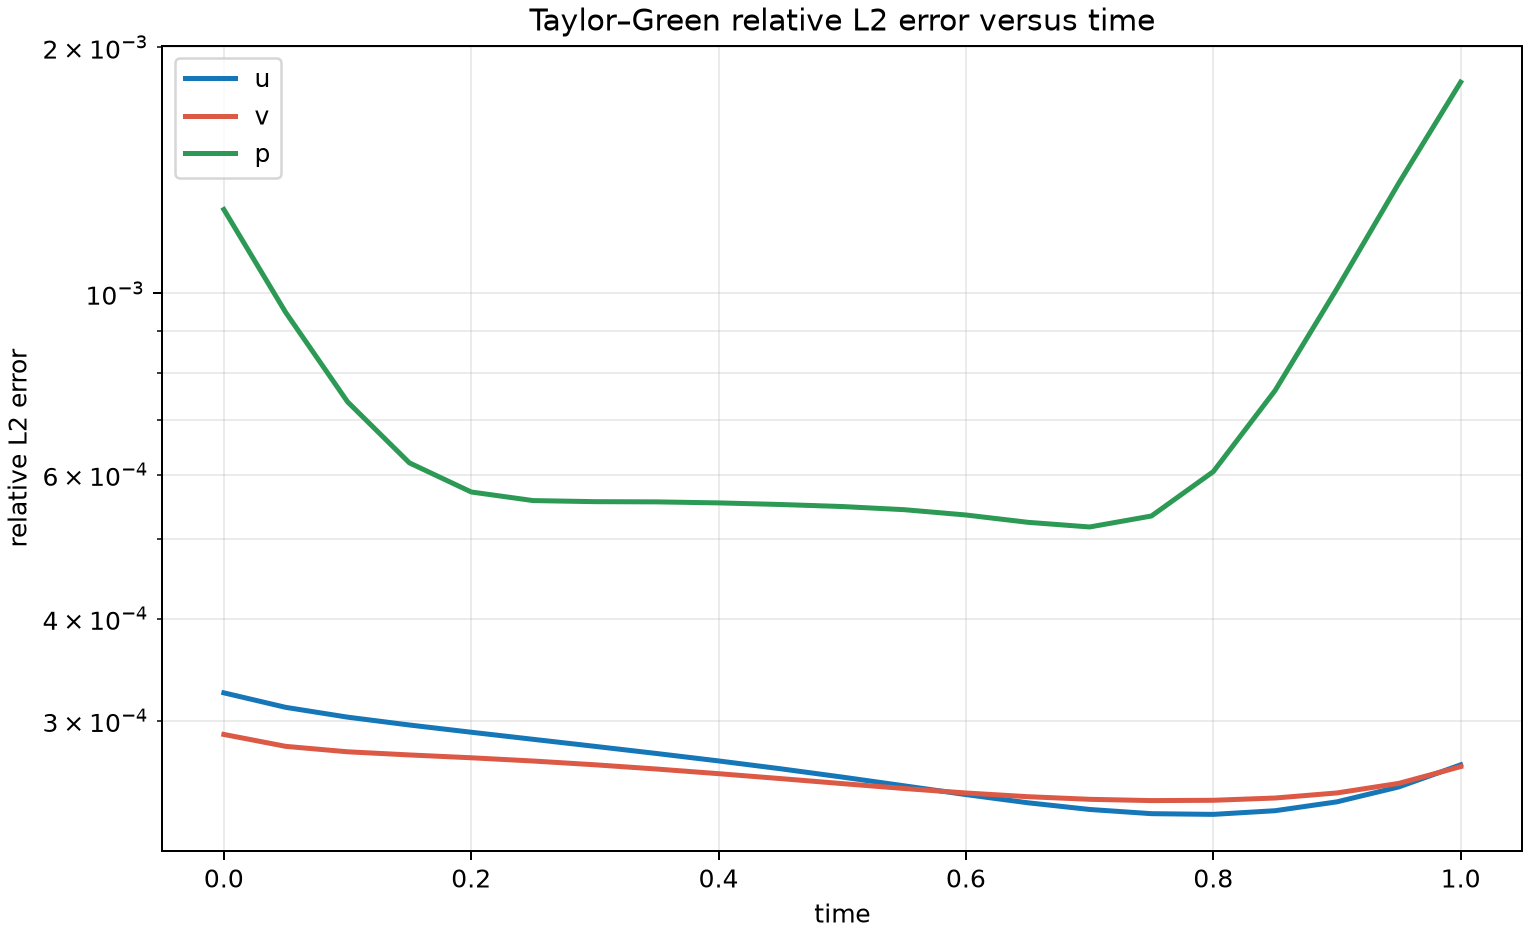 Taylor–Green relative L2 error versus time
2 × 10⁻³
10⁻³
6 × 10⁻⁴
4 × 10⁻⁴
3 × 10⁻⁴
relative L2 error
u
v
p
0.0 0.2 0.4 0.6 0.8 1.0
time